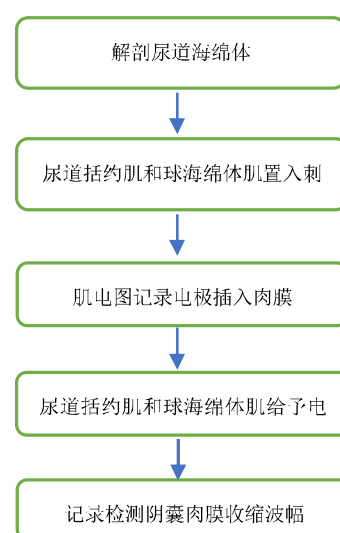 解剖尿道海绵体
尿道括约肌和球海绵体肌置入刺
肌电图记录电极插入肉膜
尿道括约肌和球海绵体肌给予电
记录检测阴囊肉膜收缩波幅